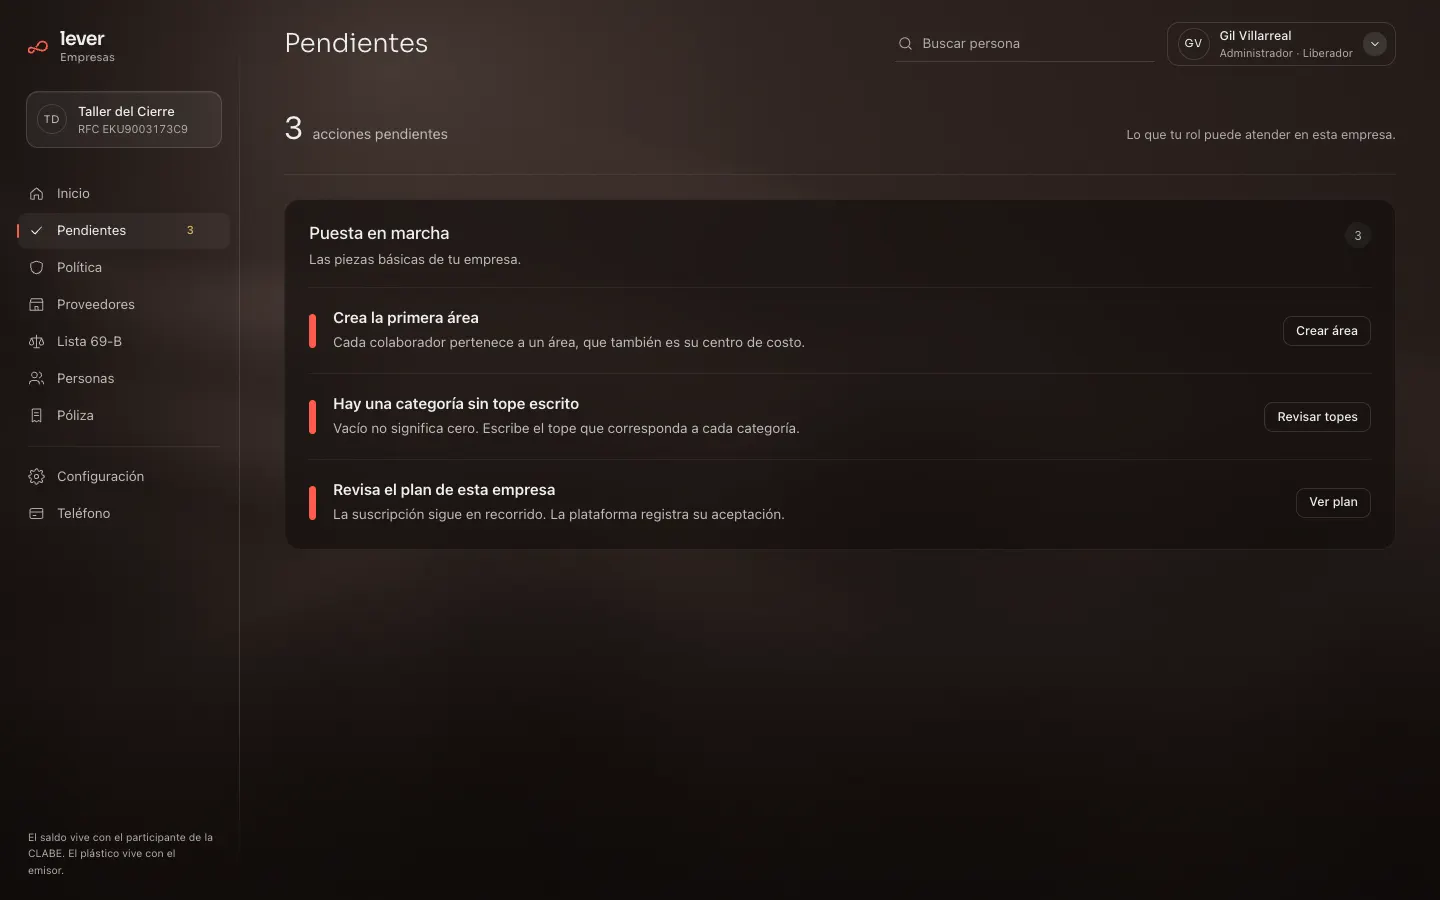 lever
Empresas
TD
Taller del Cierre
RFC EKU9003173C9
Inicio
Pendientes
3
Política
Proveedores
Lista 69-B
Personas
Póliza
Configuración
Teléfono
El saldo vive con el participante de la
CLABE. El plástico vive con el
emisor.
Pendientes
Buscar persona
GV
Gil Villarreal
Administrador · Liberador
3 acciones pendientes
Lo que tu rol puede atender en esta empresa.
Puesta en marcha
3
Las piezas básicas de tu empresa.
Crea la primera área
Cada colaborador pertenece a un área, que también es su centro de costo.
Crear área
Hay una categoría sin tope escrito
Vacío no significa cero. Escribe el tope que corresponda a cada categoría.
Revisar topes
Revisa el plan de esta empresa
La suscripción sigue en recorrido. La plataforma registra su aceptación.
Ver plan